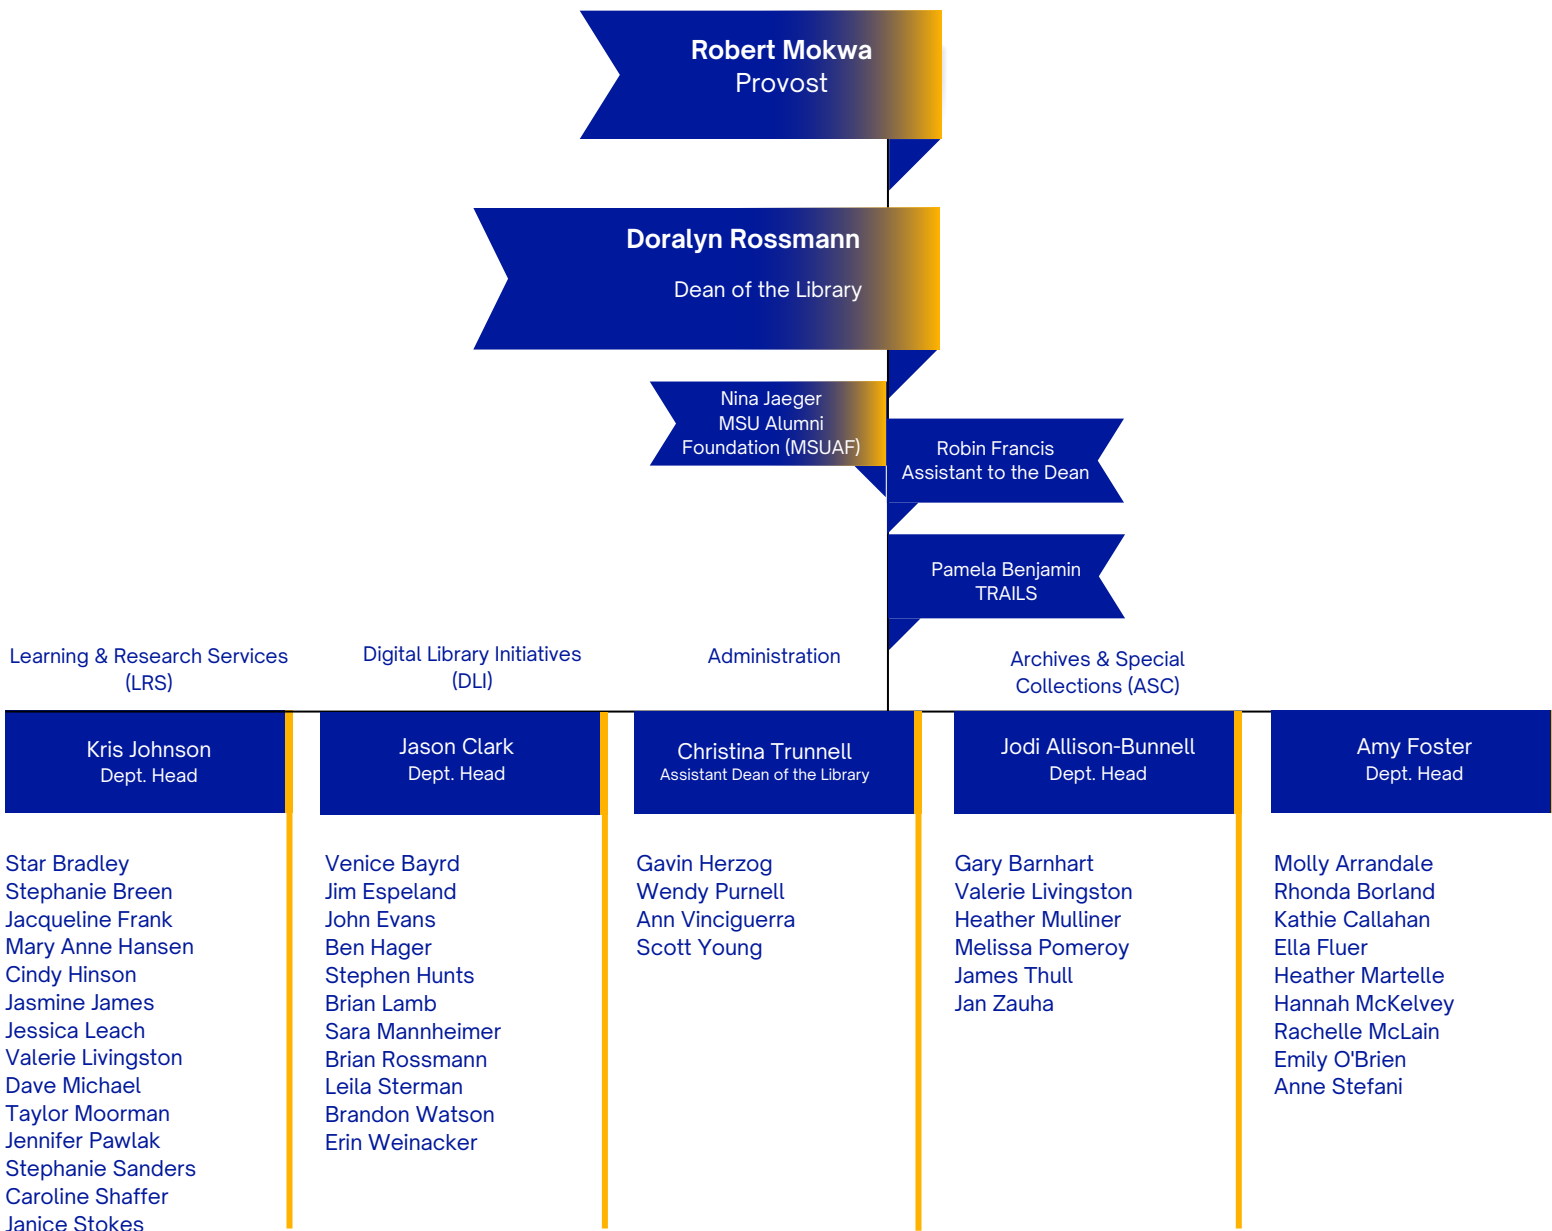 Robert Mokwa
Provost
Doralyn Rossmann
Dean of the Library
Nina Jaeger
MSU Alumni
Foundation (MSUAF)
Robin Francis
Assistant to the Dean
Pamela Benjamin
TRAILS
Learning & Research Services
(LRS)
Kris Johnson
Dept. Head
Star Bradley
Stephanie Breen
Jacqueline Frank
Mary Anne Hansen
Cindy Hinson
Jasmine James
Jessica Leach
Valerie Livingston
Dave Michael
Taylor Moorman
Jennifer Pawlak
Stephanie Sanders
Caroline Shaffer
Janice Stokes
Digital Library Initiatives
(DLI)
Jason Clark
Dept. Head
Venice Bayrd
Jim Espeland
John Evans
Ben Hager
Stephen Hunts
Brian Lamb
Sara Mannheimer
Brian Rossmann
Leila Sterman
Brandon Watson
Erin Weinacker
Administration
Christina Trunnell
Assistant Dean of the Library
Gavin Herzog
Wendy Purnell
Ann Vinciguerra
Scott Young
Archives & Special
Collections (ASC)
Jodi Allison-Bunnell
Dept. Head
Gary Barnhart
Valerie Livingston
Heather Mulliner
Melissa Pomeroy
James Thull
Jan Zauha
Amy Foster
Dept. Head
Molly Arrandale
Rhonda Borland
Kathie Callahan
Ella Fluer
Heather Martelle
Hannah McKelvey
Rachelle McLain
Emily O'Brien
Anne Stefani